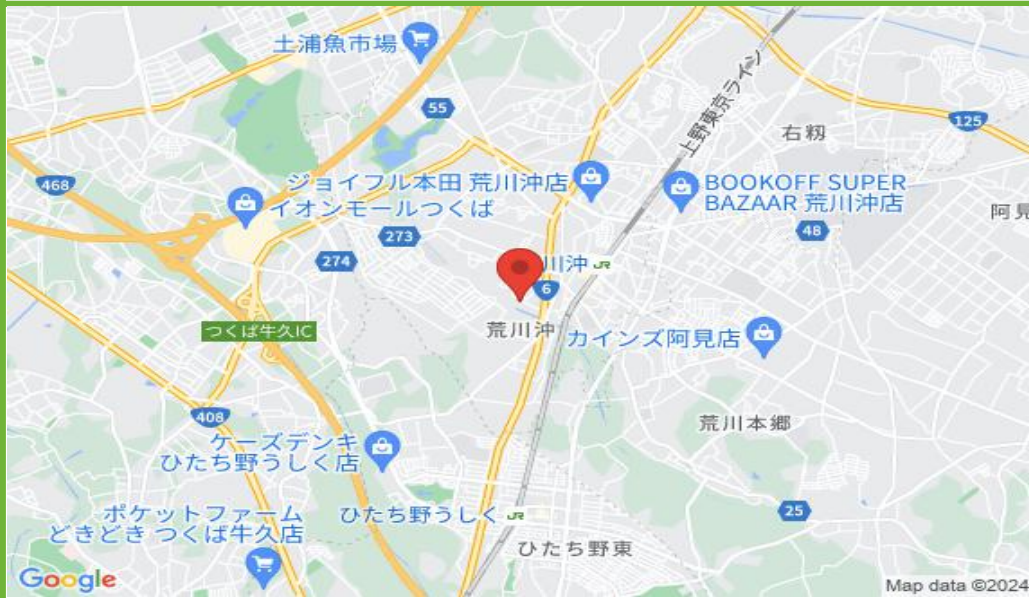 土浦魚市場
55
上野東京ライン
右籾
125
468
ジョイフル本田 荒川沖店
イオンモールつくば
BOOKOFF SUPER
BAZAAR 荒川沖店
阿見
273
48
274
川沖
JR
6
つくば牛久IC
荒川沖
カインズ阿見店
408
荒川本郷
ケーズデンキ
ひたち野うしく店
ポケットファーム
どきどき つくば牛久店
ひたち野うしく
JR
25
ひたち野東
Google
Map data ©2024